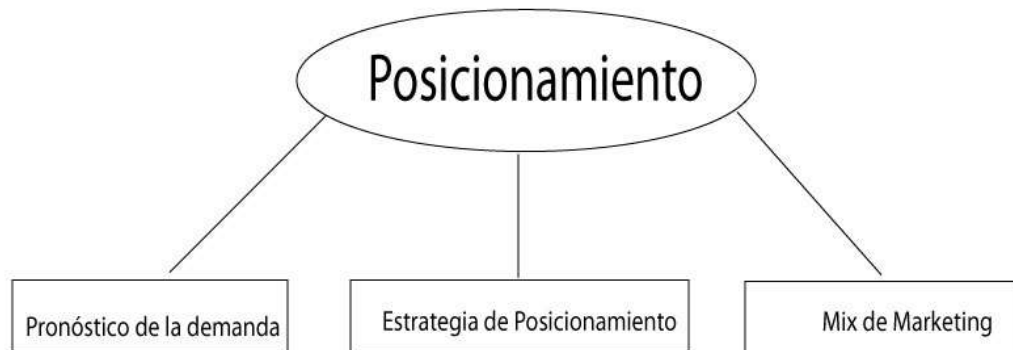 Posicionamiento
Pronóstico de la demanda
Estrategia de Posicionamiento
Mix de Marketing